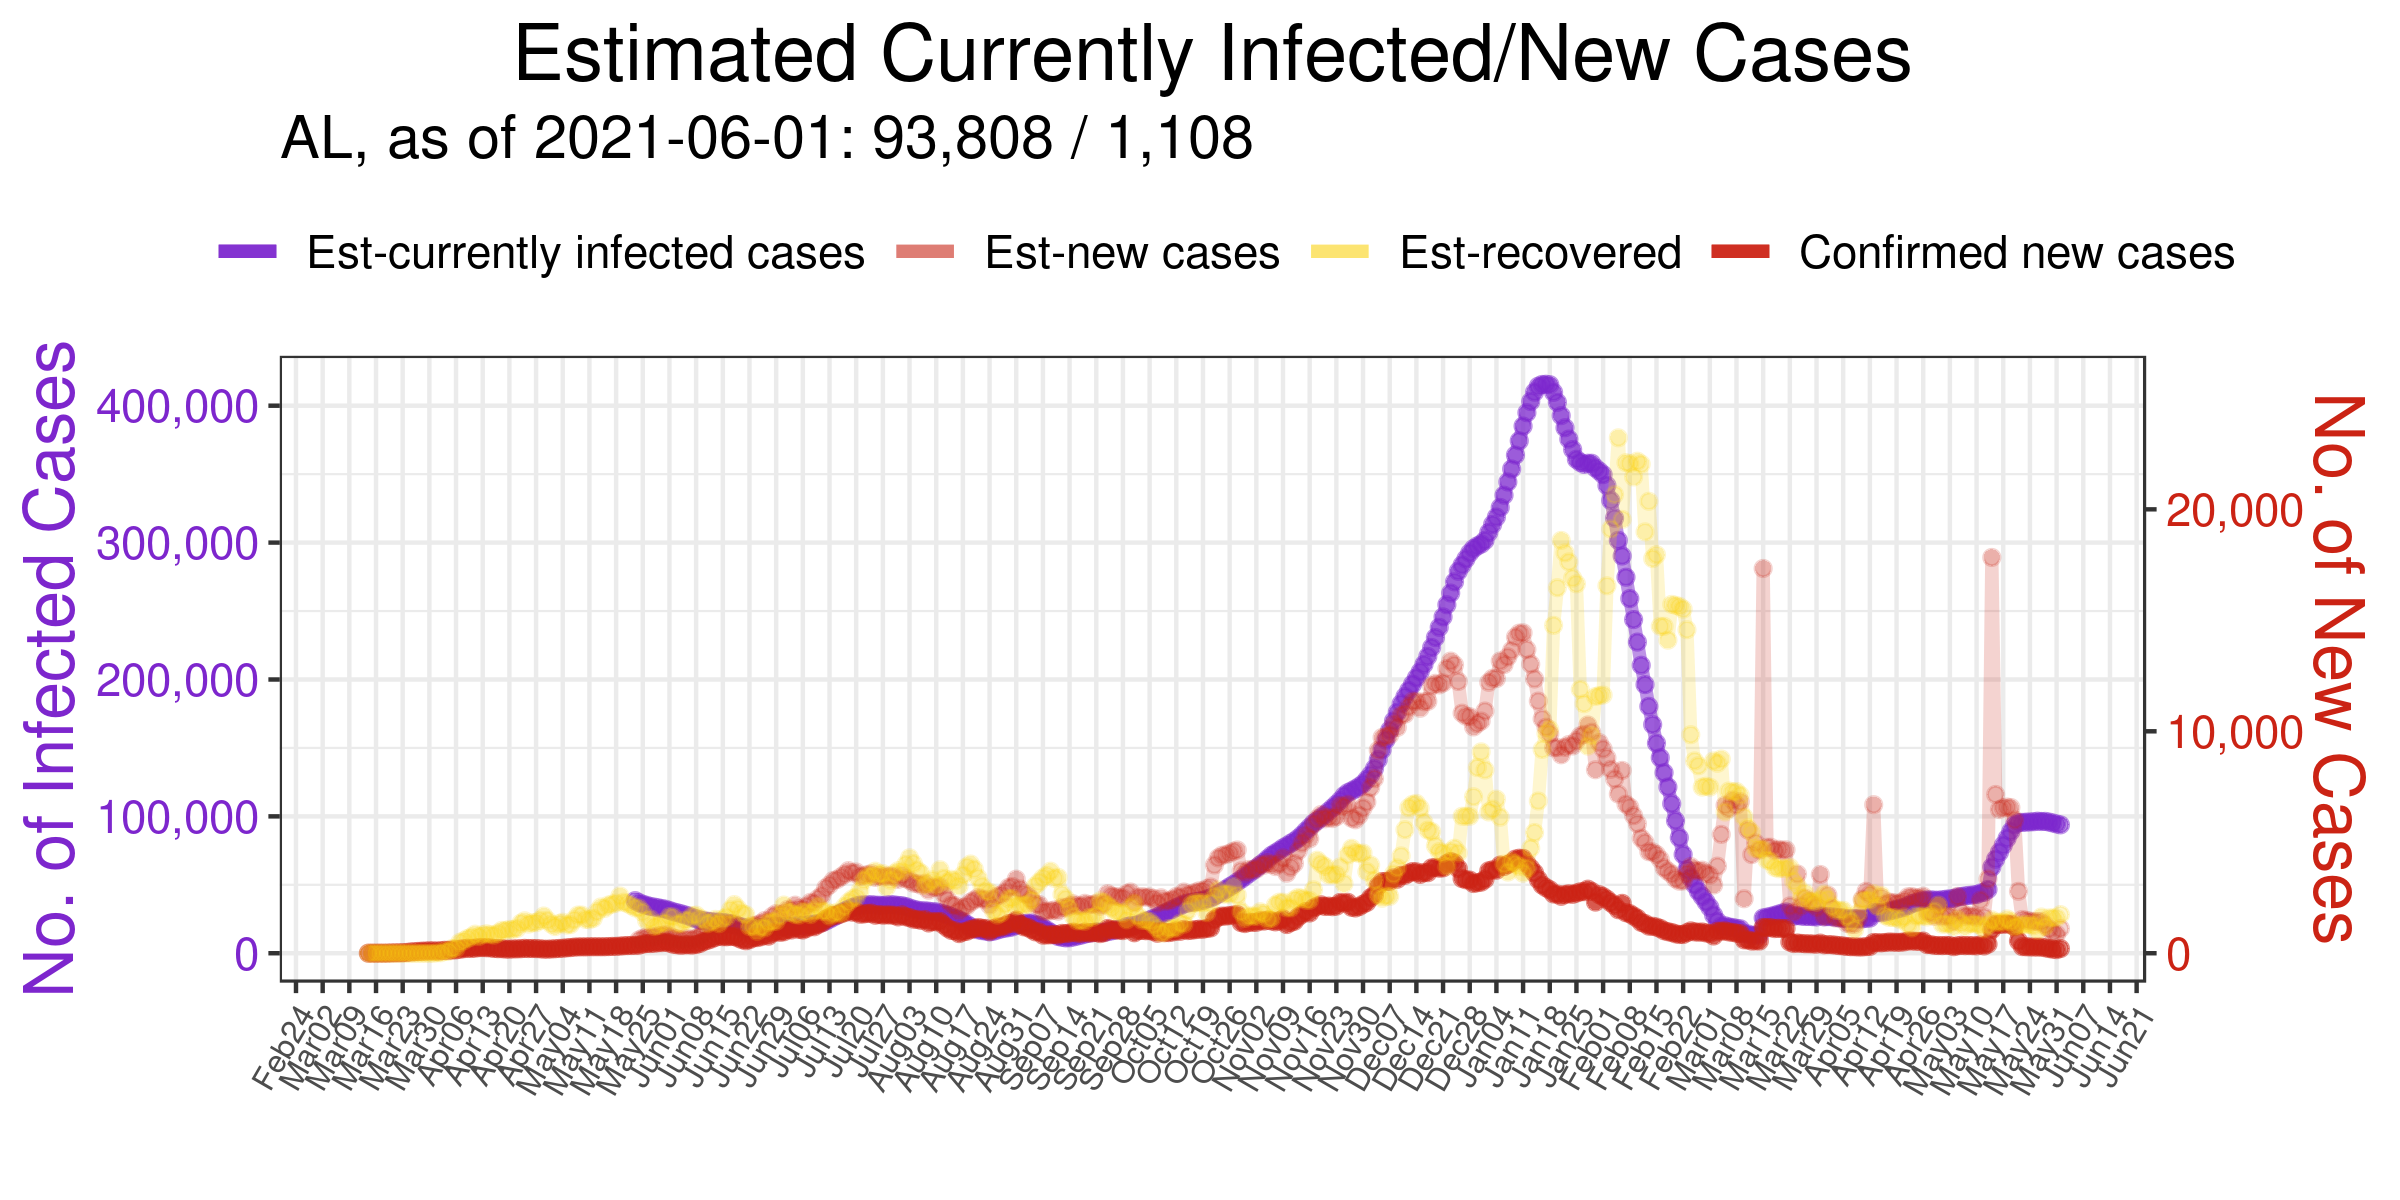 Estimated Currently Infected/New Cases
AL, as of 2021-06-01: 93,808 / 1,108
Est-currently infected cases
Est-new cases
Est-recovered
Confirmed new cases
No. of Infected Cases
400,000
300,000
200,000
100,000
0
No. of New Cases
20,000
10,000
0
Feb24
Mar02
Mar09
Mar16
Mar23
Mar30
Apr06
Apr13
Apr20
Apr27
May04
May11
May18
May25
Jun01
Jun08
Jun15
Jun22
Jun29
Jul06
Jul13
Jul20
Jul27
Aug03
Aug10
Aug17
Aug24
Aug31
Sep07
Sep14
Sep21
Sep28
Oct05
Oct12
Oct19
Oct26
Nov02
Nov09
Nov16
Nov23
Nov30
Dec07
Dec14
Dec21
Dec28
Jan04
Jan11
Jan18
Jan25
Feb01
Feb08
Feb15
Feb22
Mar01
Mar08
Mar15
Mar22
Mar29
Apr05
Apr12
Apr19
Apr26
May03
May10
May17
May24
May31
Jun07
Jun14
Jun21